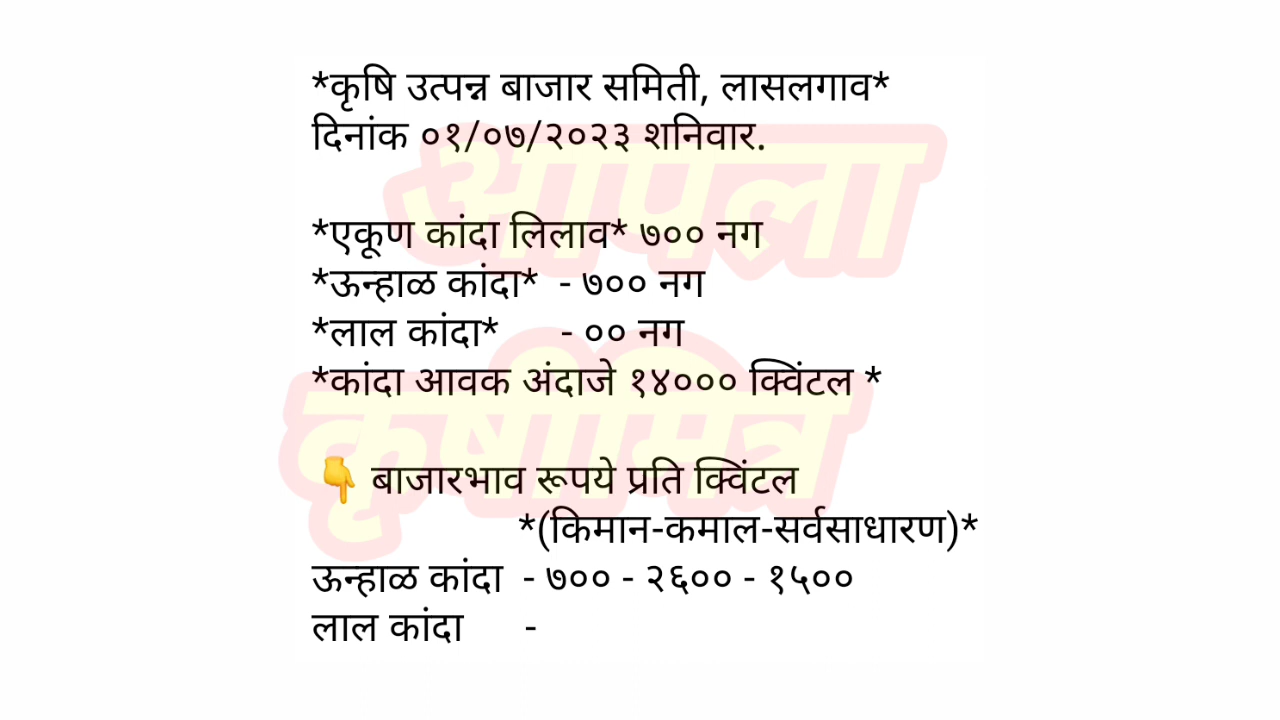 *कृषि उत्पन्न बाजार समिती, लासलगाव*
दिनांक ०१/०७/२०२३ शनिवार.
आपला
*एकूण कांदा लिलाव* ७०० नग
*ऊन्हाळ कांदा* - ७०० नग
*लाल कांदा* - ०० नग
*कांदा आवक अंदाजे १४००० क्विंटल *
कृषीमित्र
👇 बाजारभाव रूपये प्रति क्विंटल
*(किमान-कमाल-सर्वसाधारण)*
ऊन्हाळ कांदा - ७०० - २६०० - १५००
लाल कांदा -